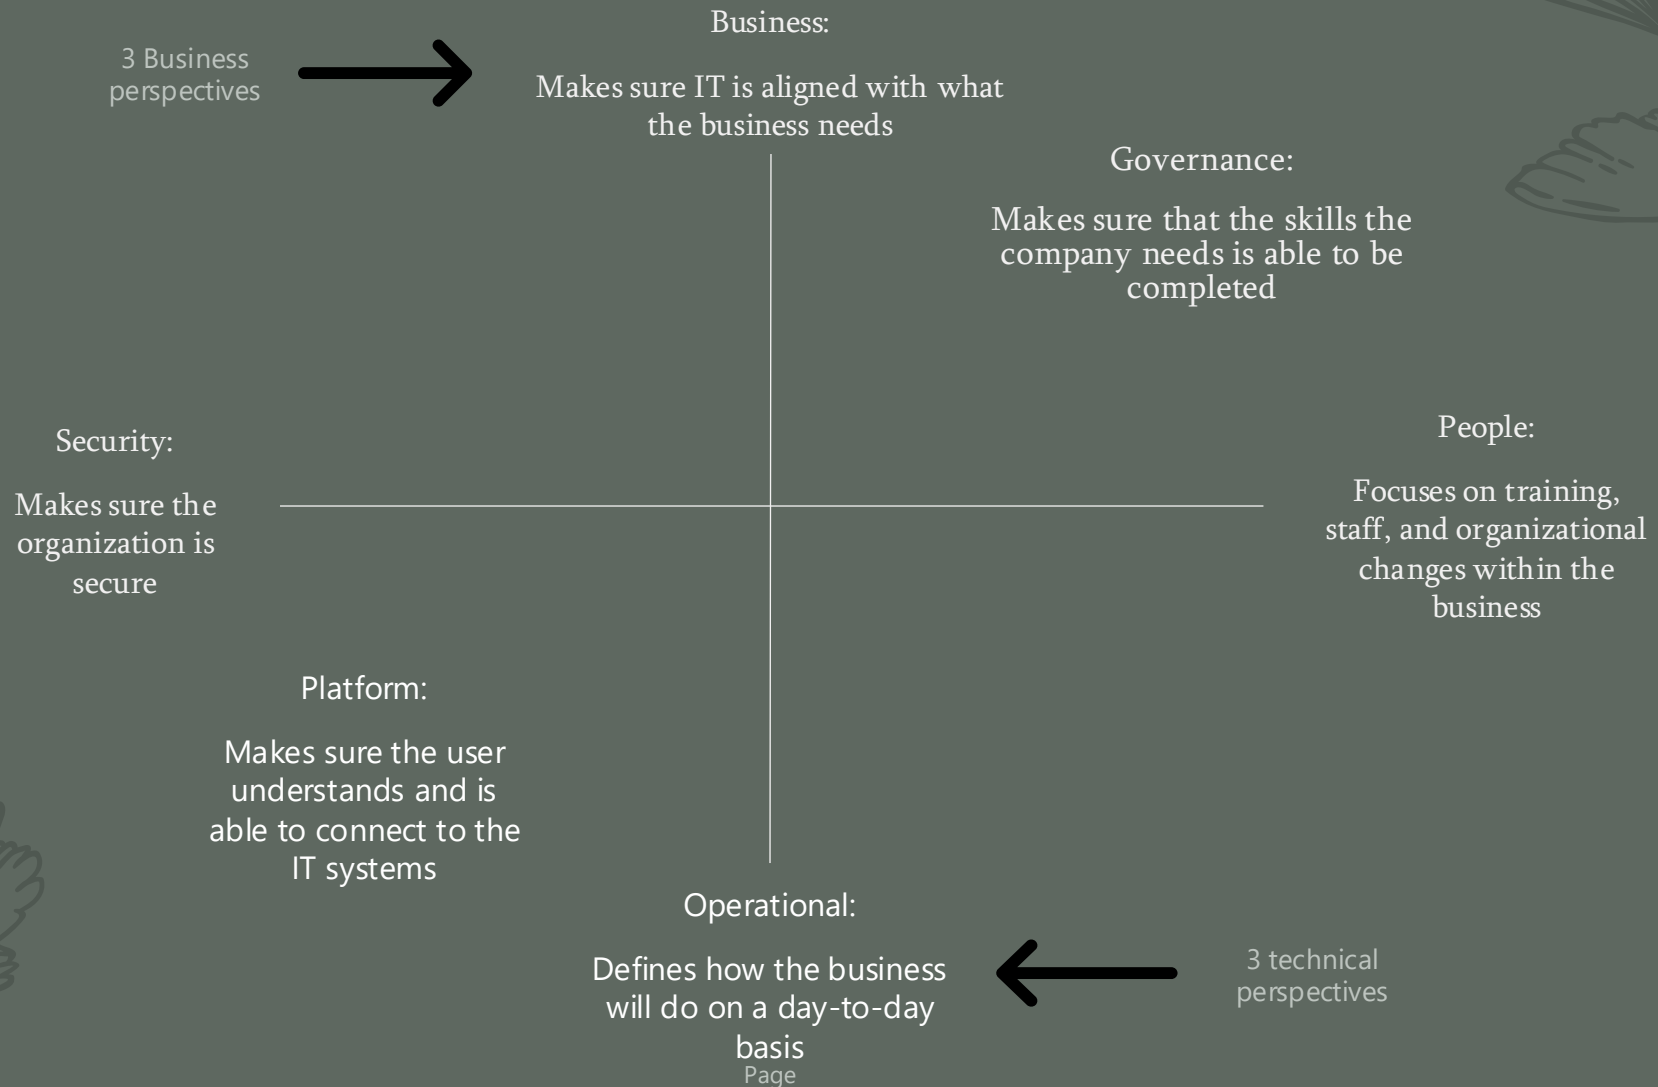 3 Business
perspectives
Business:
Makes sure IT is aligned with what
the business needs
Governance:
Makes sure that the skills the
company needs is able to be
completed
Security:
Makes sure the
organization is
secure
People:
Focuses on training,
staff, and organizational
changes within the
business
Platform:
Makes sure the user
understands and is
able to connect to the
IT systems
Operational:
Defines how the business
will do on a day-to-day
basis
3 technical
perspectives
Page